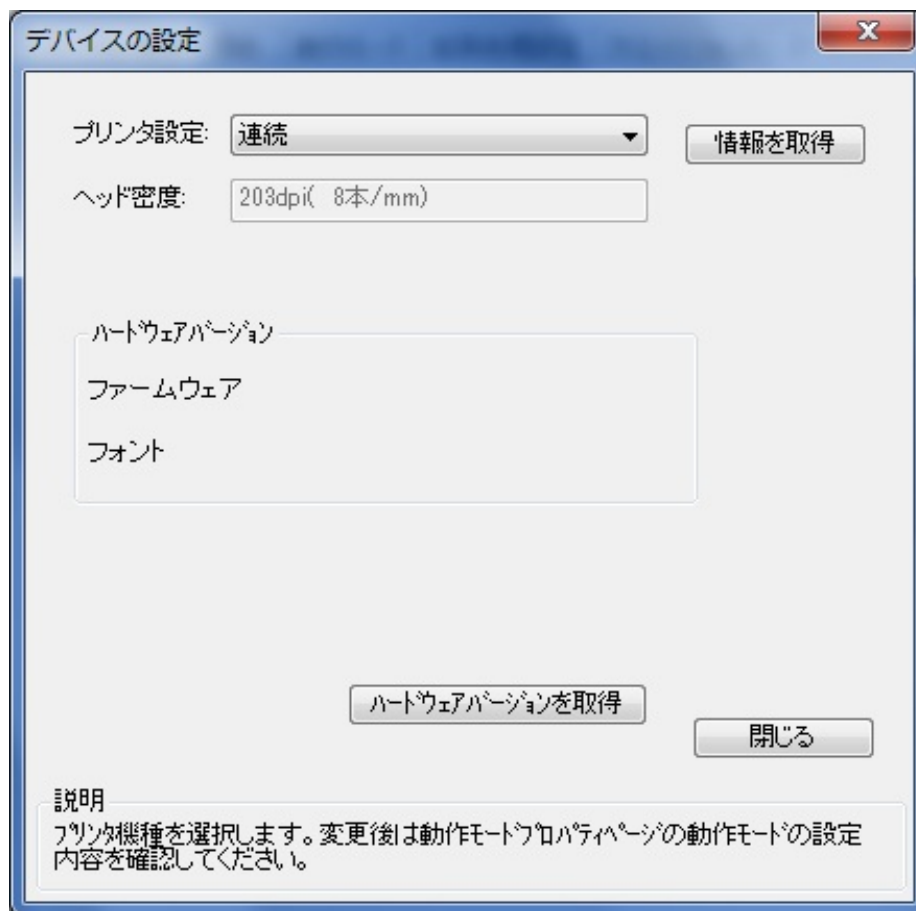 デバイスの設定
プリンタ設定: 連続 情報を取得
ヘッド密度: 203dpi( 8本/mm)
ﾊｰﾄﾞｳｪｱﾊﾞｰｼﾞｮﾝ
ファームウェア
フォント
ﾊｰﾄﾞｳｪｱﾊﾞｰｼﾞｮﾝを取得
閉じる
説明
ﾌﾟﾘﾝﾀ機種を選択します。変更後は動作ﾓｰﾄﾞﾌﾟﾛﾊﾟﾃｨﾍﾟｰｼﾞの動作ﾓｰﾄﾞの設定
内容を確認してください。